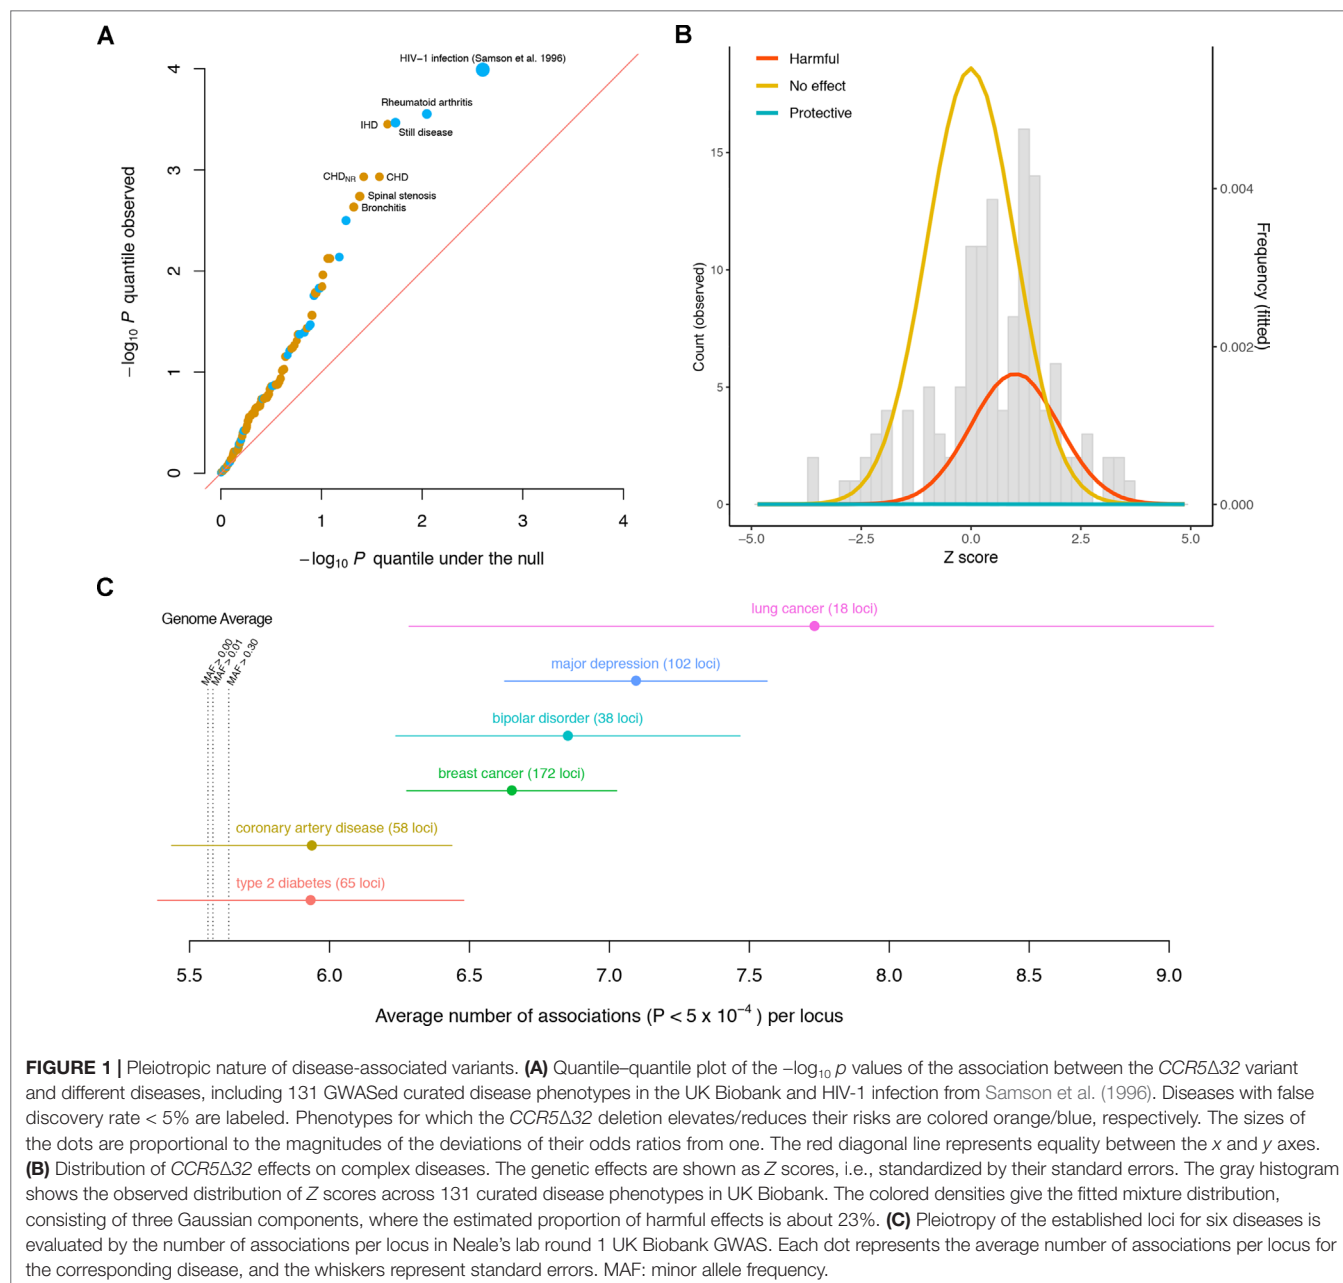 A
HIV−1 infection (Samson et al. 1996)
Rheumatoid arthritis
IHD
Still disease
CHD_NR
CHD
Spinal stenosis
Bronchitis
−log₁₀ P quantile observed
4
3
2
1
0
0 1 2 3 4
−log₁₀ P quantile under the null
B
Harmful
No effect
Protective
Count (observed)
15
10
5
0
Frequency (fitted)
0.004
0.002
0.000
−5.0 −2.5 0.0 2.5 5.0
Z score
C
Genome Average
MAF > 0.00
MAF > 0.01
MAF > 0.30
lung cancer (18 loci)
major depression (102 loci)
bipolar disorder (38 loci)
breast cancer (172 loci)
coronary artery disease (58 loci)
type 2 diabetes (65 loci)
5.5 6.0 6.5 7.0 7.5 8.0 8.5 9.0
Average number of associations (P < 5 x 10⁻⁴ ) per locus
FIGURE 1 | Pleiotropic nature of disease-associated variants. (A) Quantile–quantile plot of the −log₁₀ p values of the association between the CCR5Δ32 variant
and different diseases, including 131 GWASed curated disease phenotypes in the UK Biobank and HIV-1 infection from Samson et al. (1996). Diseases with false
discovery rate < 5% are labeled. Phenotypes for which the CCR5Δ32 deletion elevates/reduces their risks are colored orange/blue, respectively. The sizes of
the dots are proportional to the magnitudes of the deviations of their odds ratios from one. The red diagonal line represents equality between the x and y axes.
(B) Distribution of CCR5Δ32 effects on complex diseases. The genetic effects are shown as Z scores, i.e., standardized by their standard errors. The gray histogram
shows the observed distribution of Z scores across 131 curated disease phenotypes in UK Biobank. The colored densities give the fitted mixture distribution,
consisting of three Gaussian components, where the estimated proportion of harmful effects is about 23%. (C) Pleiotropy of the established loci for six diseases is
evaluated by the number of associations per locus in Neale's lab round 1 UK Biobank GWAS. Each dot represents the average number of associations per locus for
the corresponding disease, and the whiskers represent standard errors. MAF: minor allele frequency.